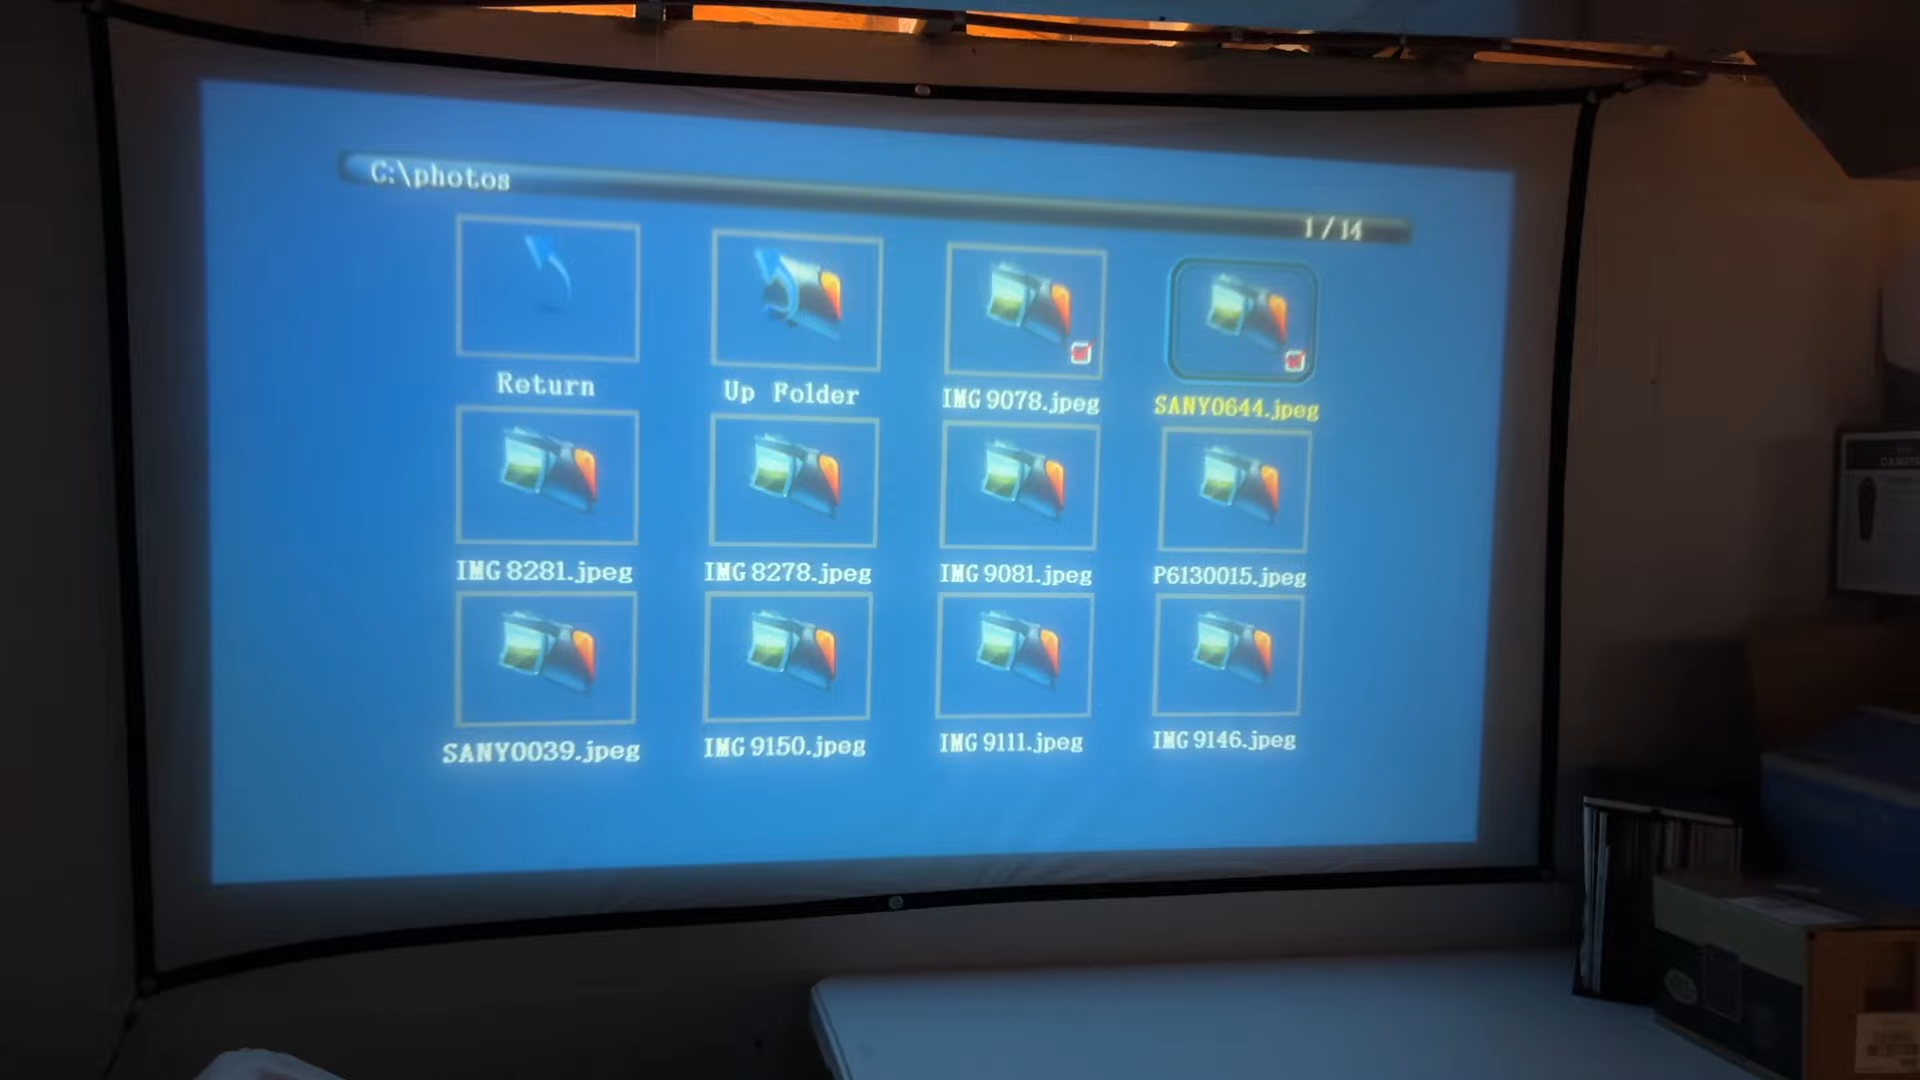 C:\photos
1/14
Return
Up Folder
IMG 9078.jpeg
SANY0644.jpeg
IMG 8281.jpeg
IMG 8278.jpeg
IMG 9081.jpeg
P6130015.jpeg
SANY0039.jpeg
IMG 9150.jpeg
IMG 9111.jpeg
IMG 9146.jpeg